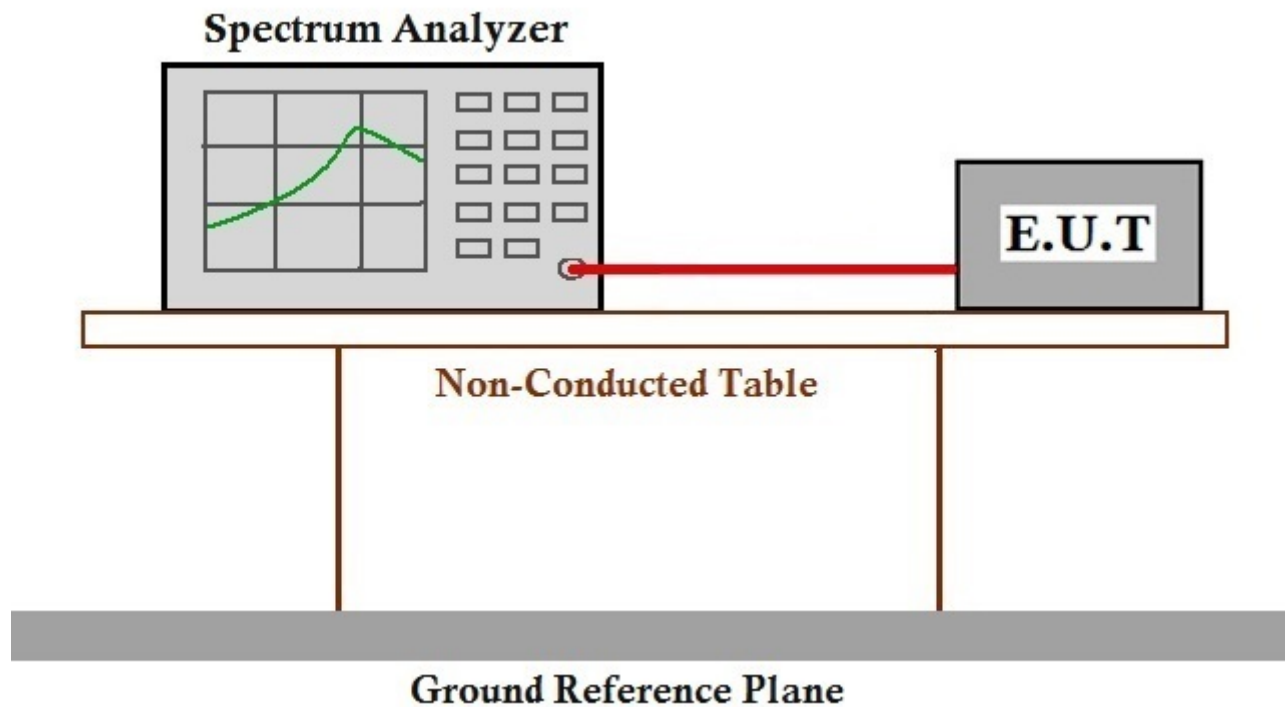 Spectrum Analyzer
E.U.T
Non-Conducted Table
Ground Reference Plane